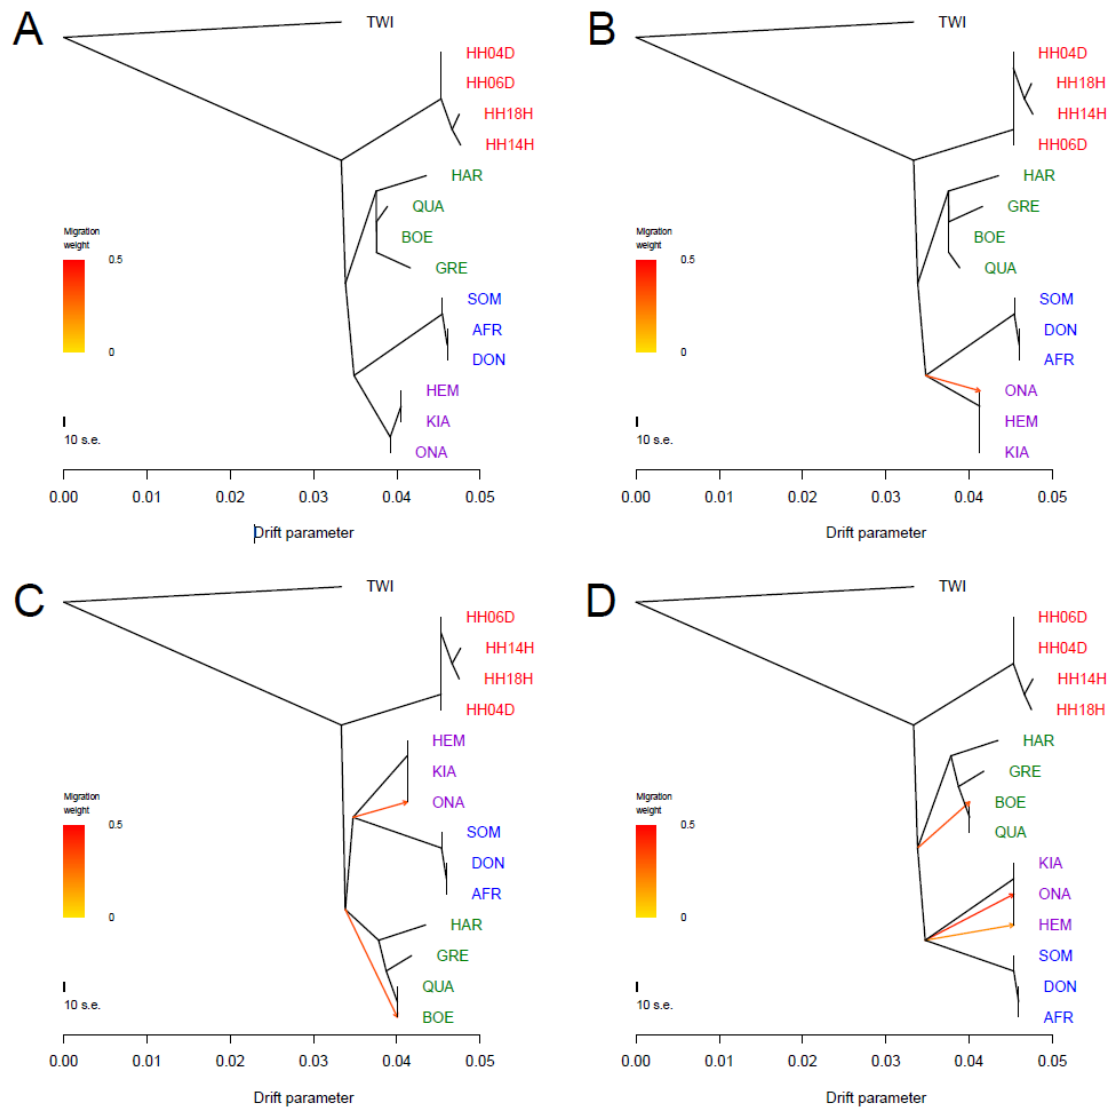 A
TWI
HH04D
HH06D
HH18H
HH14H
HAR
QUA
BOE
GRE
SOM
AFR
DON
HEM
KIA
ONA
Migration
weight
0.5
0
10 s.e.
0.00 0.01 0.02 0.03 0.04 0.05
Drift parameter
B
TWI
HH04D
HH18H
HH14H
HH06D
HAR
GRE
BOE
QUA
SOM
DON
AFR
ONA
HEM
KIA
Migration
weight
0.5
0
10 s.e.
0.00 0.01 0.02 0.03 0.04 0.05
Drift parameter
C
TWI
HH06D
HH14H
HH18H
HH04D
HEM
KIA
ONA
SOM
DON
AFR
HAR
GRE
QUA
BOE
Migration
weight
0.5
0
10 s.e.
0.00 0.01 0.02 0.03 0.04 0.05
Drift parameter
D
TWI
HH06D
HH04D
HH14H
HH18H
HAR
GRE
BOE
QUA
KIA
ONA
HEM
SOM
DON
AFR
Migration
weight
0.5
0
10 s.e.
0.00 0.01 0.02 0.03 0.04 0.05
Drift parameter